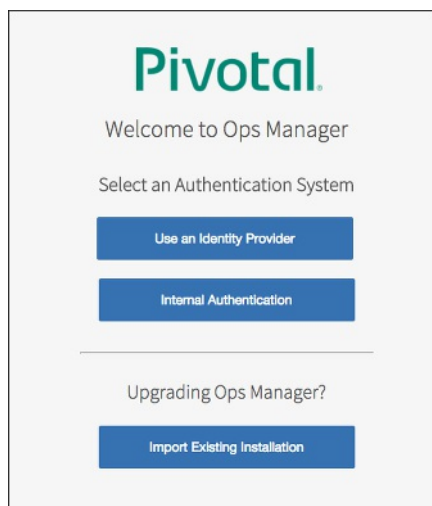 Pivotal®
Welcome to Ops Manager
Select an Authentication System
Use an Identity Provider
Internal Authentication
Upgrading Ops Manager?
Import Existing Installation